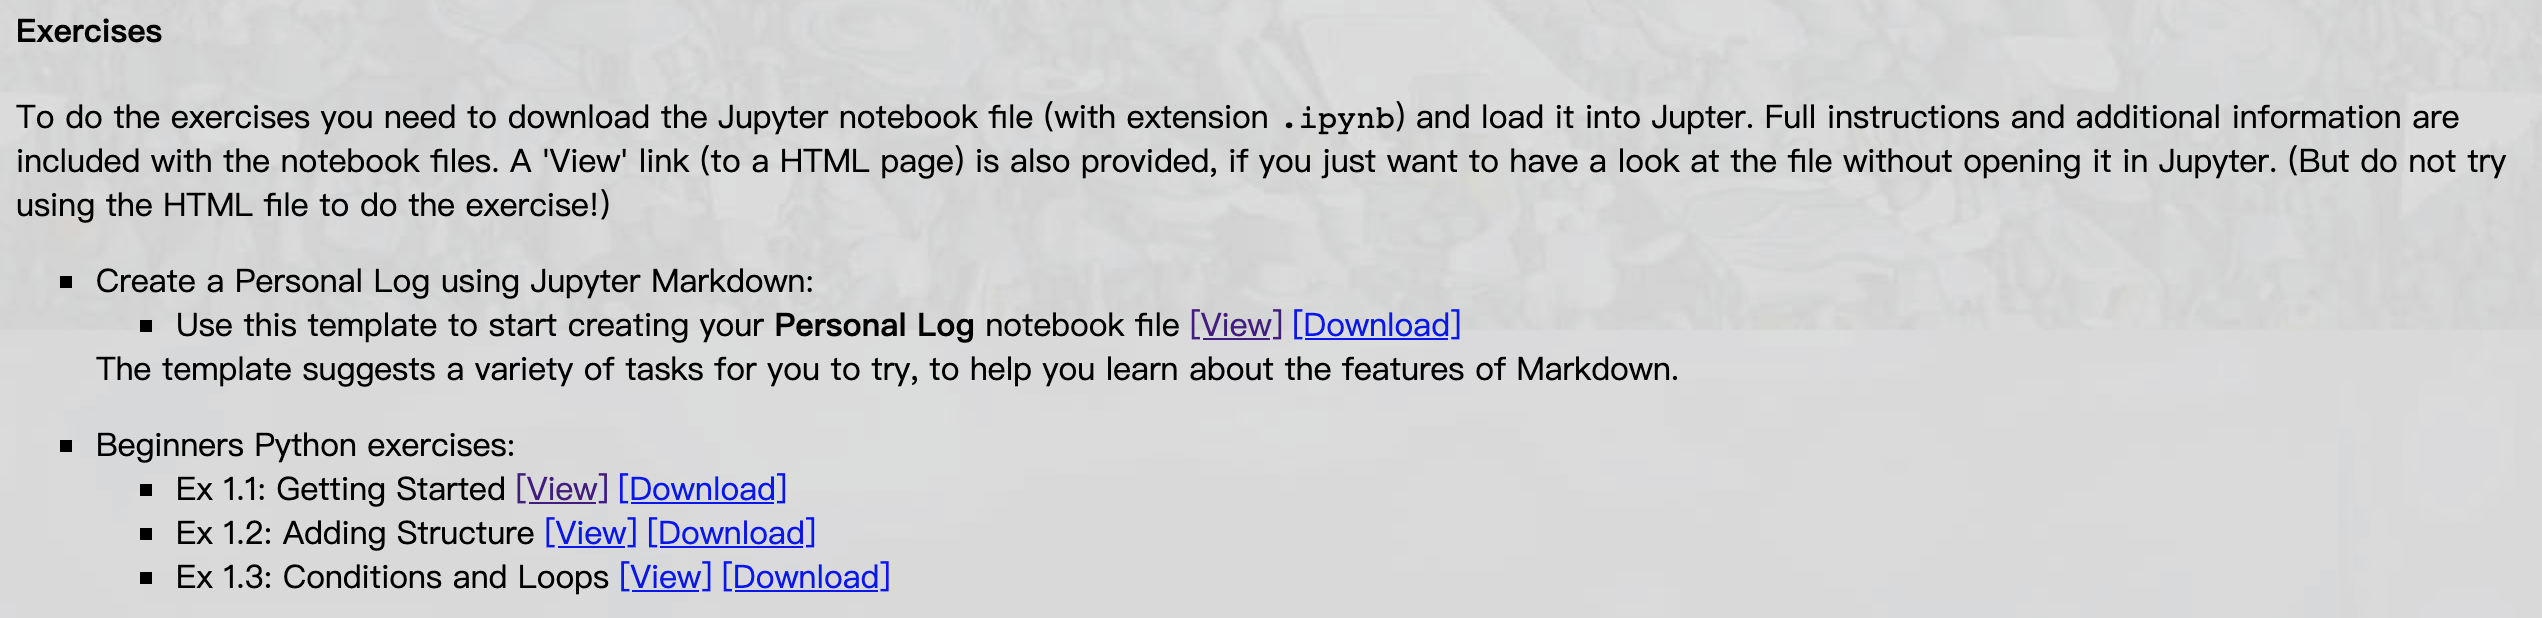 Exercises
To do the exercises you need to download the Jupyter notebook file (with extension .ipynb) and load it into Jupter. Full instructions and additional information are
included with the notebook files. A 'View' link (to a HTML page) is also provided, if you just want to have a look at the file without opening it in Jupyter. (But do not try
using the HTML file to do the exercise!)
Create a Personal Log using Jupyter Markdown:
Use this template to start creating your Personal Log notebook file [View] [Download]
The template suggests a variety of tasks for you to try, to help you learn about the features of Markdown.
Beginners Python exercises:
Ex 1.1: Getting Started [View] [Download]
Ex 1.2: Adding Structure [View] [Download]
Ex 1.3: Conditions and Loops [View] [Download]